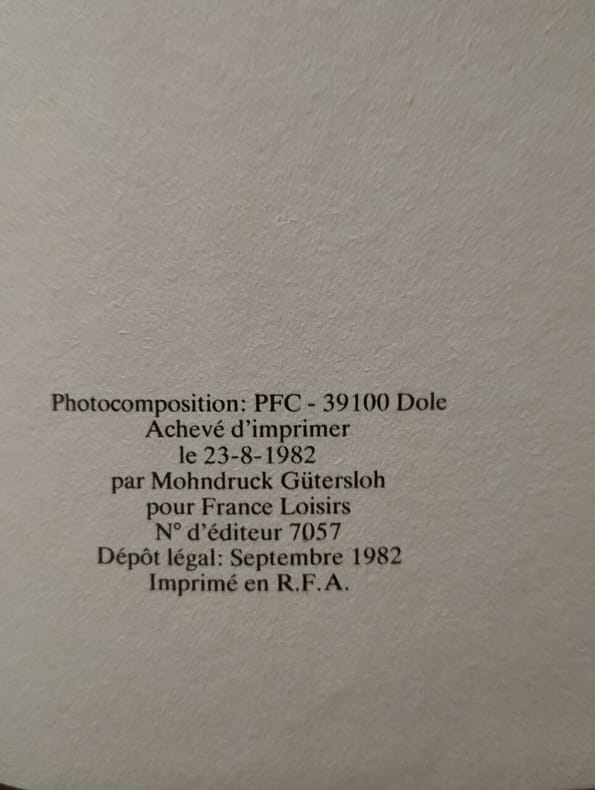 Photocomposition: PFC - 39100 Dole
Achevé d'imprimer
le 23-8-1982
par Mohndruck Gütersloh
pour France Loisirs
N° d'éditeur 7057
Dépôt légal: Septembre 1982
Imprimé en R.F.A.